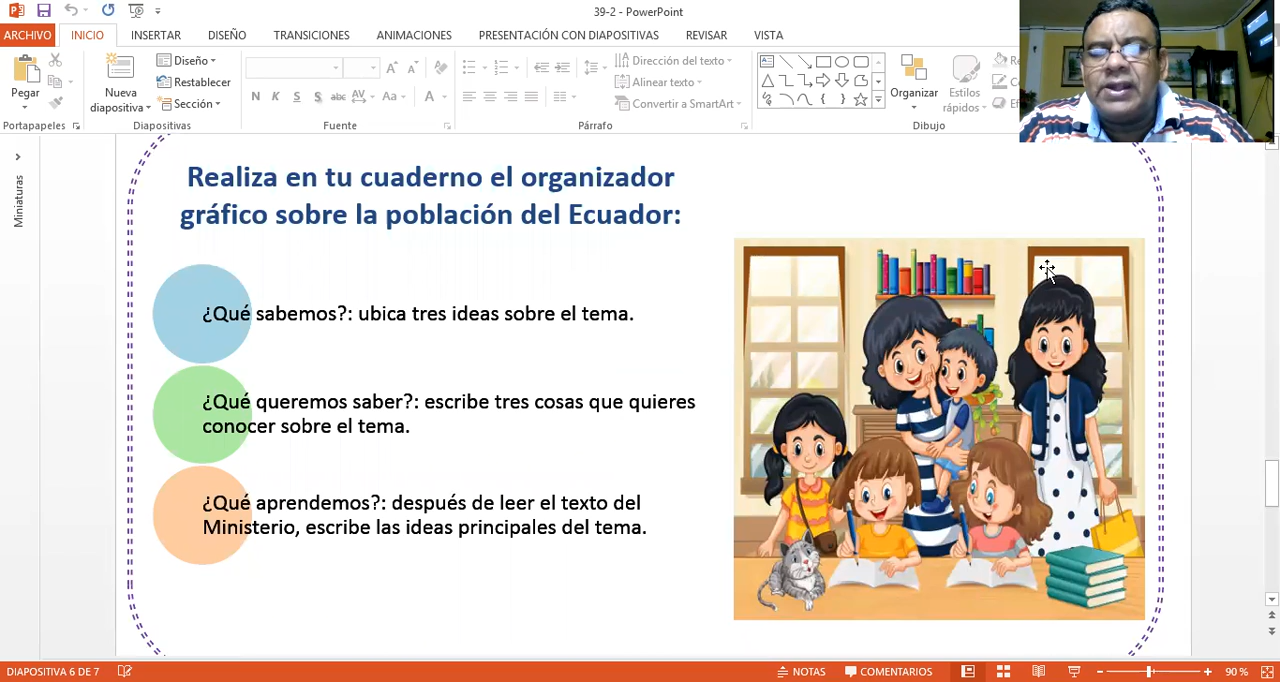 39-2 - PowerPoint
ARCHIVO INICIO INSERTAR DISEÑO TRANSICIONES ANIMACIONES PRESENTACIÓN CON DIAPOSITIVAS REVISAR VISTA
Pegar
Nueva
diapositiva
Diseño
Restablecer
Sección
N K S S abc AV Aa A
Dirección del texto
Alinear texto
Convertir a SmartArt
Organizar
Estilos
rápidos
Portapapeles Diapositivas Fuente Párrafo Dibujo
Miniaturas
Realiza en tu cuaderno el organizador
gráfico sobre la población del Ecuador:
¿Qué sabemos?: ubica tres ideas sobre el tema.
¿Qué queremos saber?: escribe tres cosas que quieres
conocer sobre el tema.
¿Qué aprendemos?: después de leer el texto del
Ministerio, escribe las ideas principales del tema.
DIAPOSITIVA 6 DE 7 NOTAS COMENTARIOS 90 %